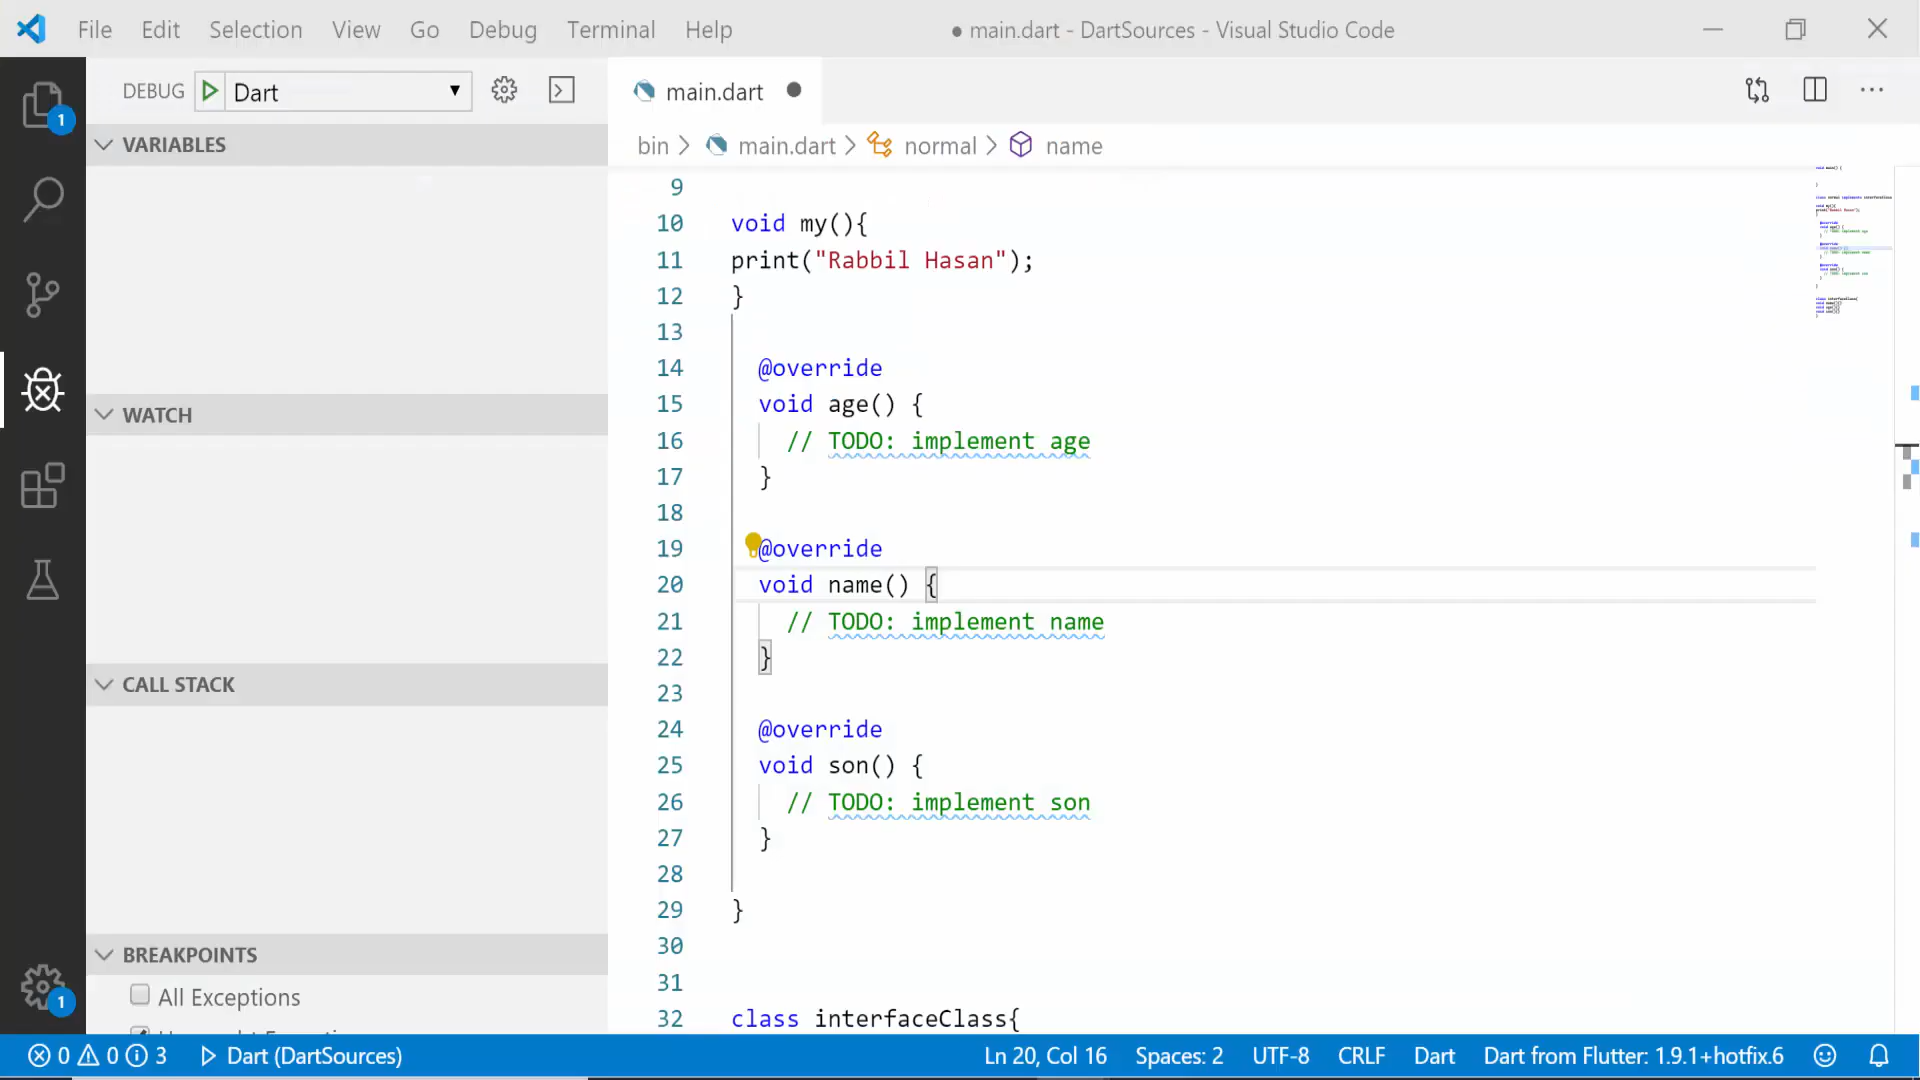 File Edit Selection View Go Debug Terminal Help ● main.dart - DartSources - Visual Studio Code
DEBUG Dart
main.dart
1
VARIABLES
bin > main.dart > normal > name
9
10 void my(){
11 print("Rabbil Hasan");
12 }
13
14 @override
15 void age() {
WATCH
16 // TODO: implement age
17 }
18
19 @override
20 void name() {
21 // TODO: implement name
22 }
CALL STACK
23
24 @override
25 void son() {
26 // TODO: implement son
27 }
28
29 }
30
BREAKPOINTS
31
All Exceptions
1
32 class interfaceClass{
0 0 3 Dart (DartSources) Ln 20, Col 16 Spaces: 2 UTF-8 CRLF Dart Dart from Flutter: 1.9.1+hotfix.6